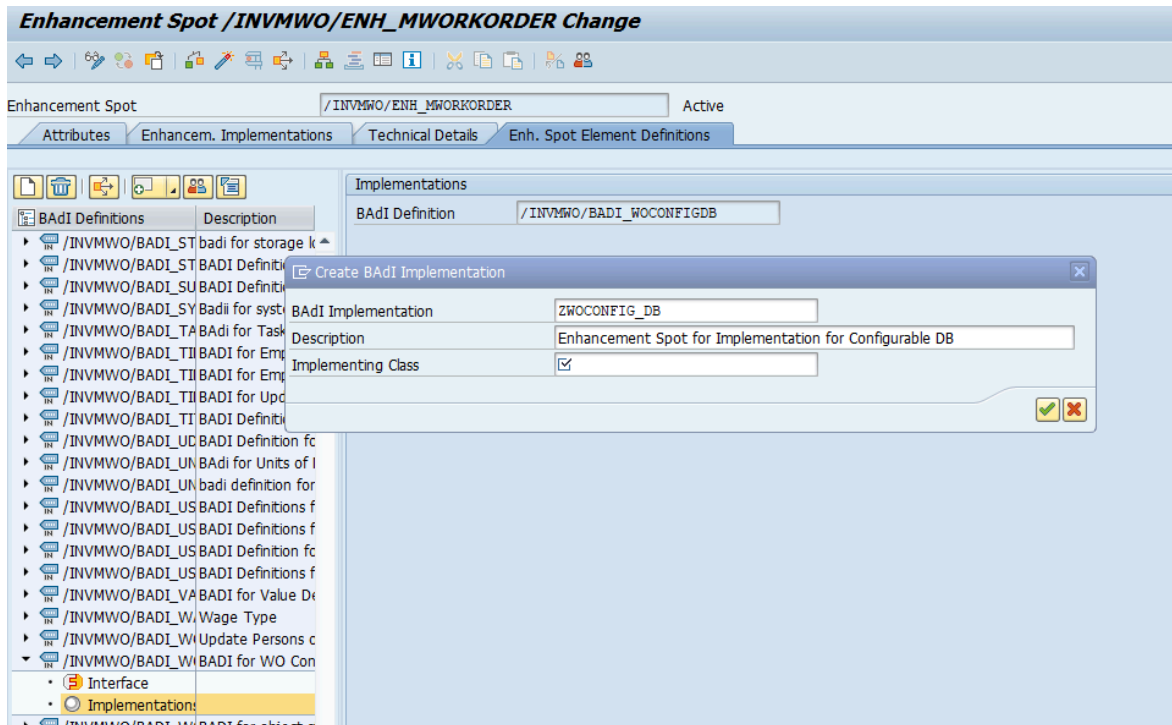 Enhancement Spot /INVMWO/ENH_MWORKORDER Change
Enhancement Spot /INVMWO/ENH_MWORKORDER Active
Attributes Enhancem. Implementations Technical Details Enh. Spot Element Definitions
Implementations
BAdI Definition /INVMWO/BADI_WOCONFIGDB
BAdI Definitions Description
/INVMWO/BADI_ST badi for storage lo
/INVMWO/BADI_ST BADI Definiti
/INVMWO/BADI_SU BADI Definiti
/INVMWO/BADI_SY Badii for syst
/INVMWO/BADI_TA BAdi for Task
/INVMWO/BADI_TI BADI for Emp
/INVMWO/BADI_TI BADI for Emp
/INVMWO/BADI_TI BADI for Upd
/INVMWO/BADI_TI BADI Definiti
/INVMWO/BADI_UD BADI Definition fo
/INVMWO/BADI_UN BAdi for Units of
/INVMWO/BADI_UN badi definition for
/INVMWO/BADI_US BADI Definitions f
/INVMWO/BADI_US BADI Definitions f
/INVMWO/BADI_US BADI Definition fo
/INVMWO/BADI_US BADI Definitions f
/INVMWO/BADI_VA BADI for Value De
/INVMWO/BADI_W Wage Type
/INVMWO/BADI_W Update Persons
/INVMWO/BADI_W BADI for WO Con
Interface
Implementations
Create BAdI Implementation
BAdI Implementation ZWOCONFIG_DB
Description Enhancement Spot for Implementation for Configurable DB
Implementing Class